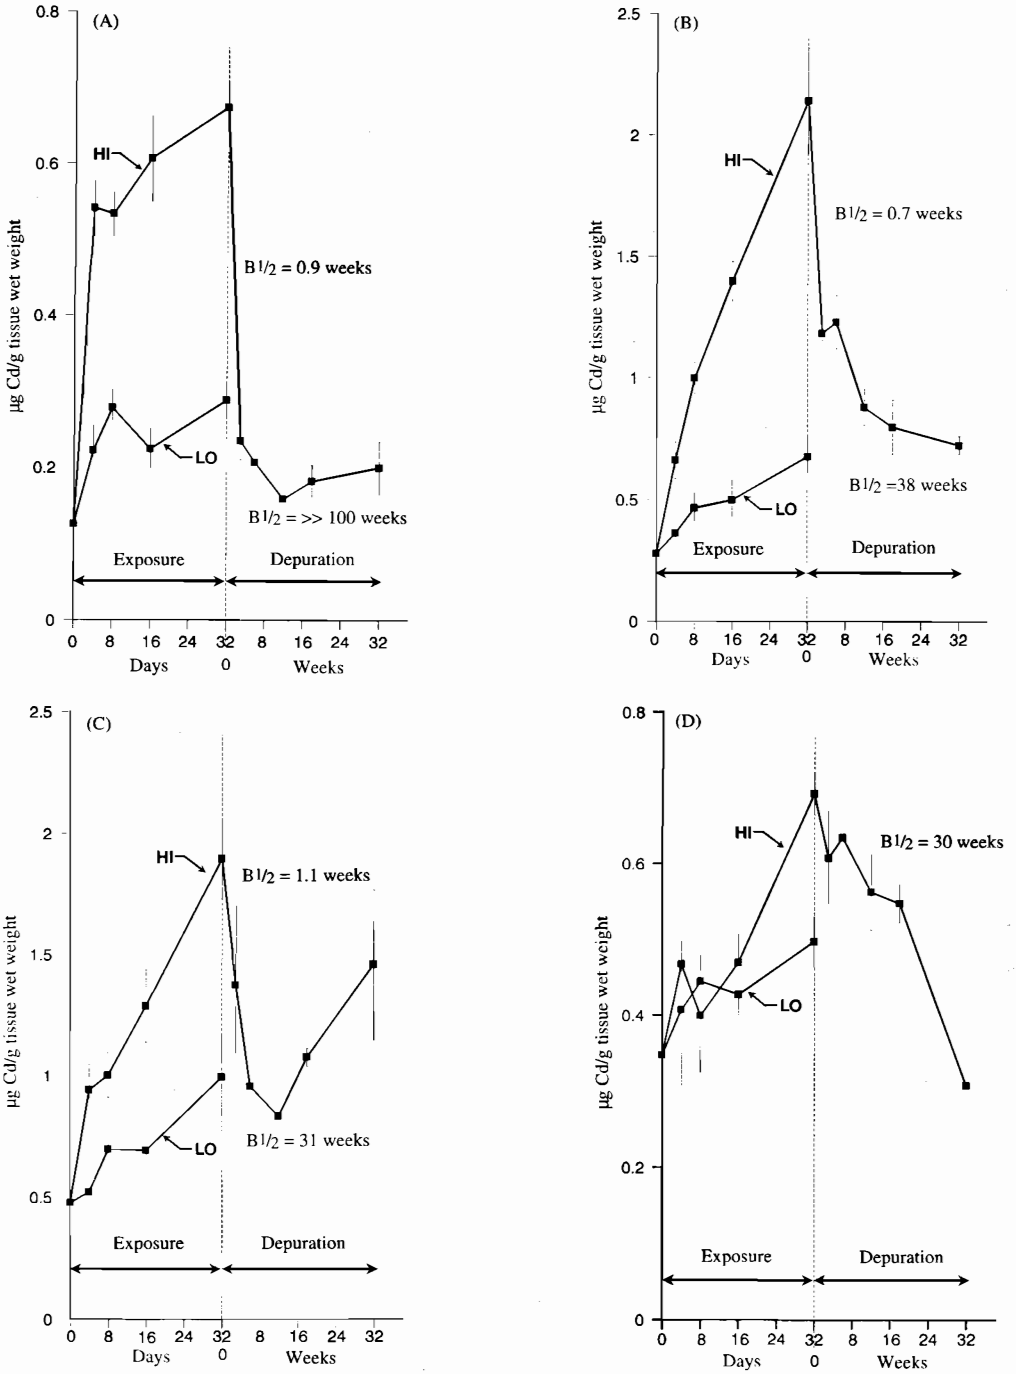 (A)
µg Cd/g tissue wet weight
0.8
0.6
0.4
0.2
0
HI
B1/2 = 0.9 weeks
LO
B1/2 = >> 100 weeks
Exposure Depuration
0 8 16 24 32 8 16 24 32
0
Days Weeks
(B)
µg Cd/g tissue wet weight
2.5
2
1.5
1
0.5
0
HI
B1/2 = 0.7 weeks
B1/2 =38 weeks
LO
Exposure Depuration
0 8 16 24 32 8 16 24 32
0
Days Weeks
(C)
µg Cd/g tissue wet weight
2.5
2
1.5
1
0.5
0
HI
B1/2 = 1.1 weeks
LO
B1/2 = 31 weeks
Exposure Depuration
0 8 16 24 32 8 16 24 32
0
Days Weeks
(D)
µg Cd/g tissue wet weight
0.8
0.6
0.4
0.2
0
HI
B1/2 = 30 weeks
LO
Exposure Depuration
0 8 16 24 32 8 16 24 32
0
Days Weeks